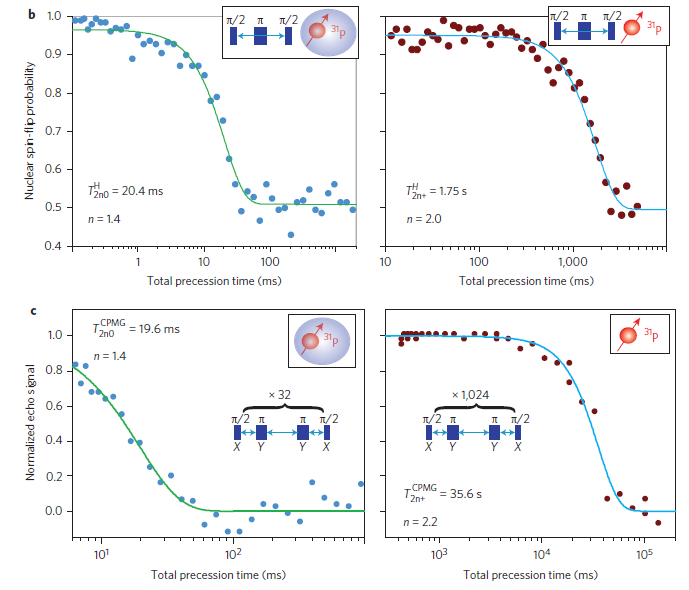 b
π/2 π π/2
31p
π/2 π π/2
31p
1.0
0.9
0.8
0.7
0.6
0.5
0.4
Nuclear spin-flip probability
T2n0H = 20.4 ms
n = 1.4
T2n+H = 1.75 s
n = 2.0
1 10 100
10 100 1,000
Total precession time (ms)
Total precession time (ms)
c
T2n0CPMG = 19.6 ms
n = 1.4
31p
31p
1.0
0.8
0.6
0.4
0.2
0.0
Normalized echo signal
× 32
π/2 π π π/2
X Y Y X
× 1,024
π/2 π π π/2
X Y Y X
T2n+CPMG = 35.6 s
n = 2.2
10¹ 10²
10³ 10⁴ 10⁵
Total precession time (ms)
Total precession time (ms)